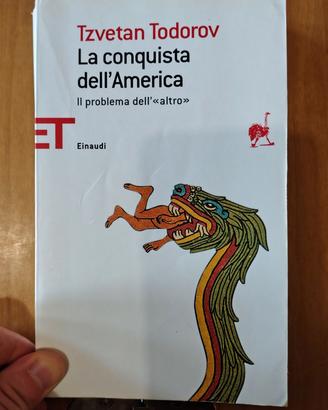 Tzvetan Todorov
La conquista
dell'America
Il problema dell'«altro»
ET
Einaudi